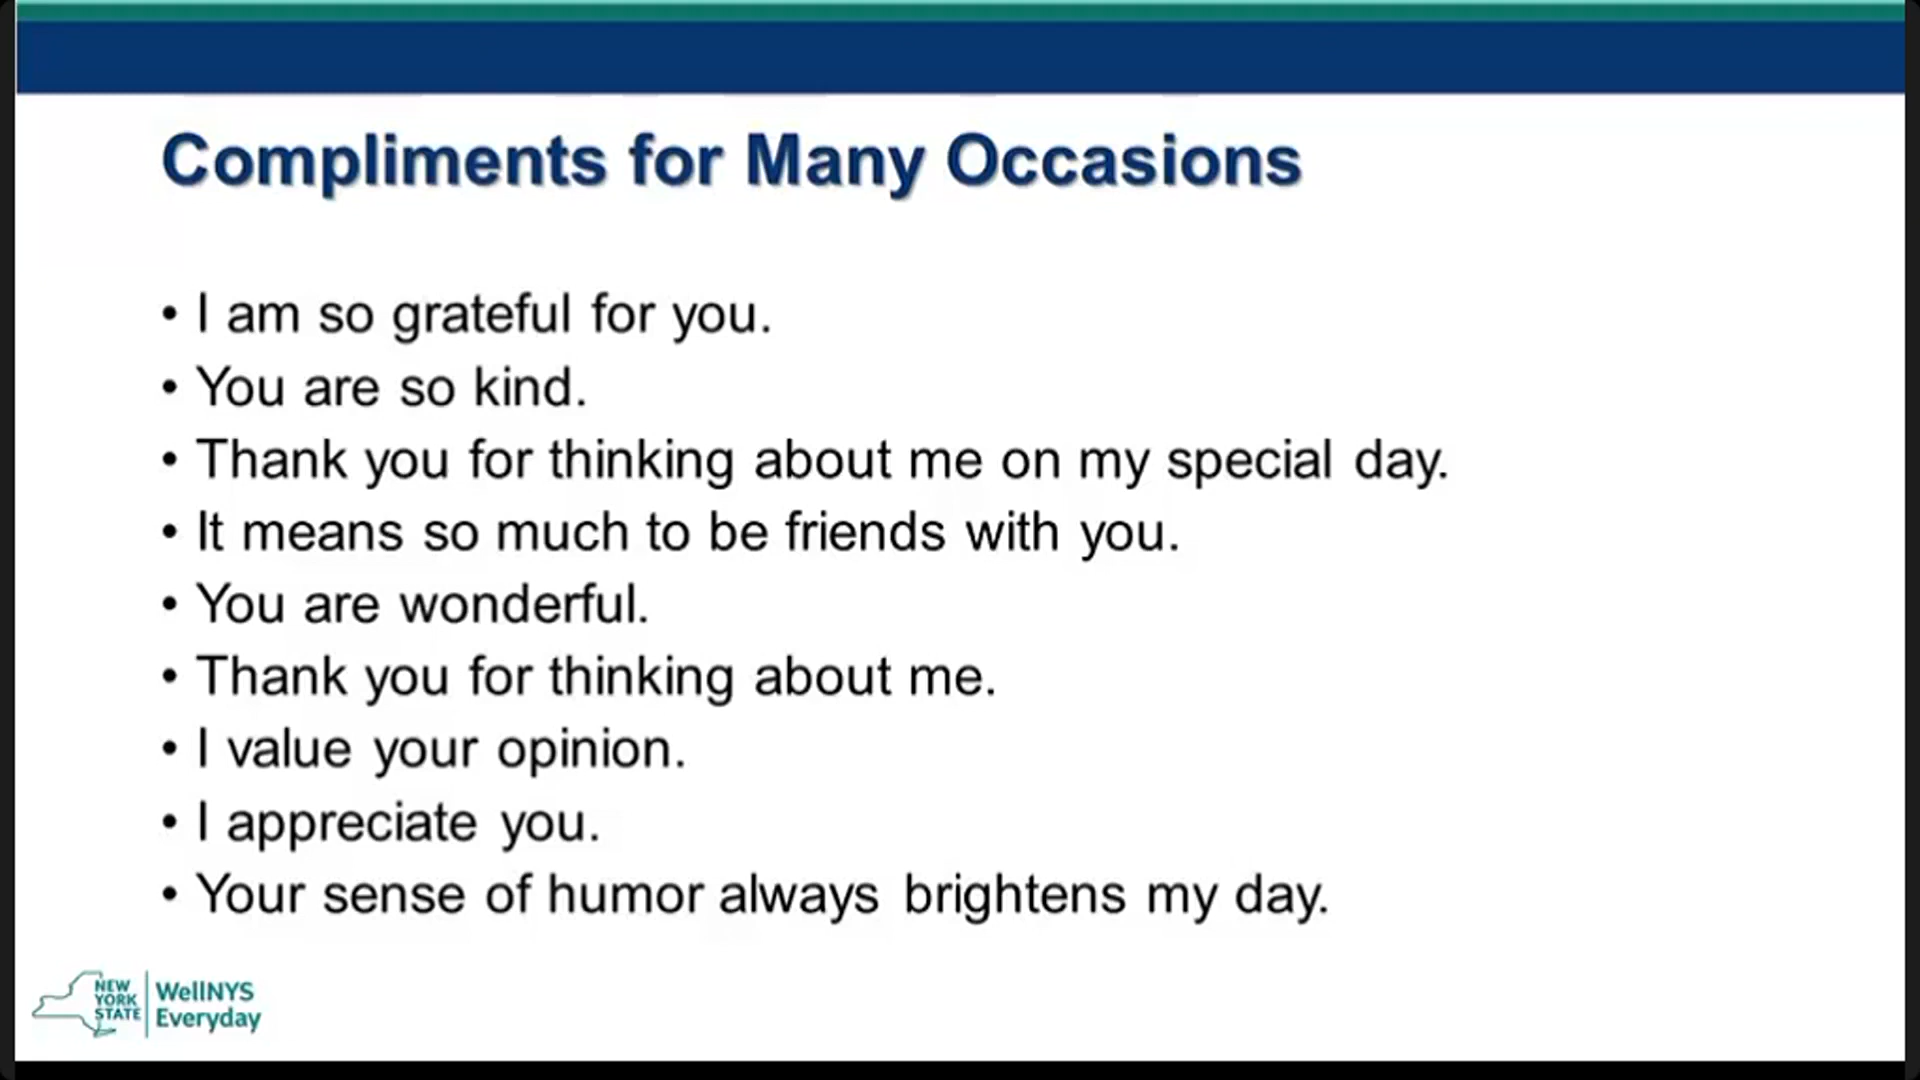 Compliments for Many Occasions
• I am so grateful for you.
• You are so kind.
• Thank you for thinking about me on my special day.
• It means so much to be friends with you.
• You are wonderful.
• Thank you for thinking about me.
• I value your opinion.
• I appreciate you.
• Your sense of humor always brightens my day.
NEW
YORK
STATE
WellNYS
Everyday